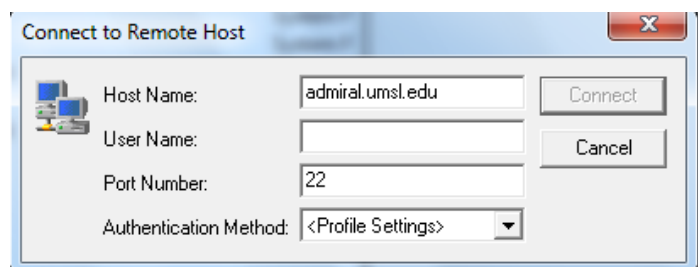 Connect to Remote Host
Host Name: admiral.umsl.edu Connect
User Name: Cancel
Port Number: 22
Authentication Method: <Profile Settings>